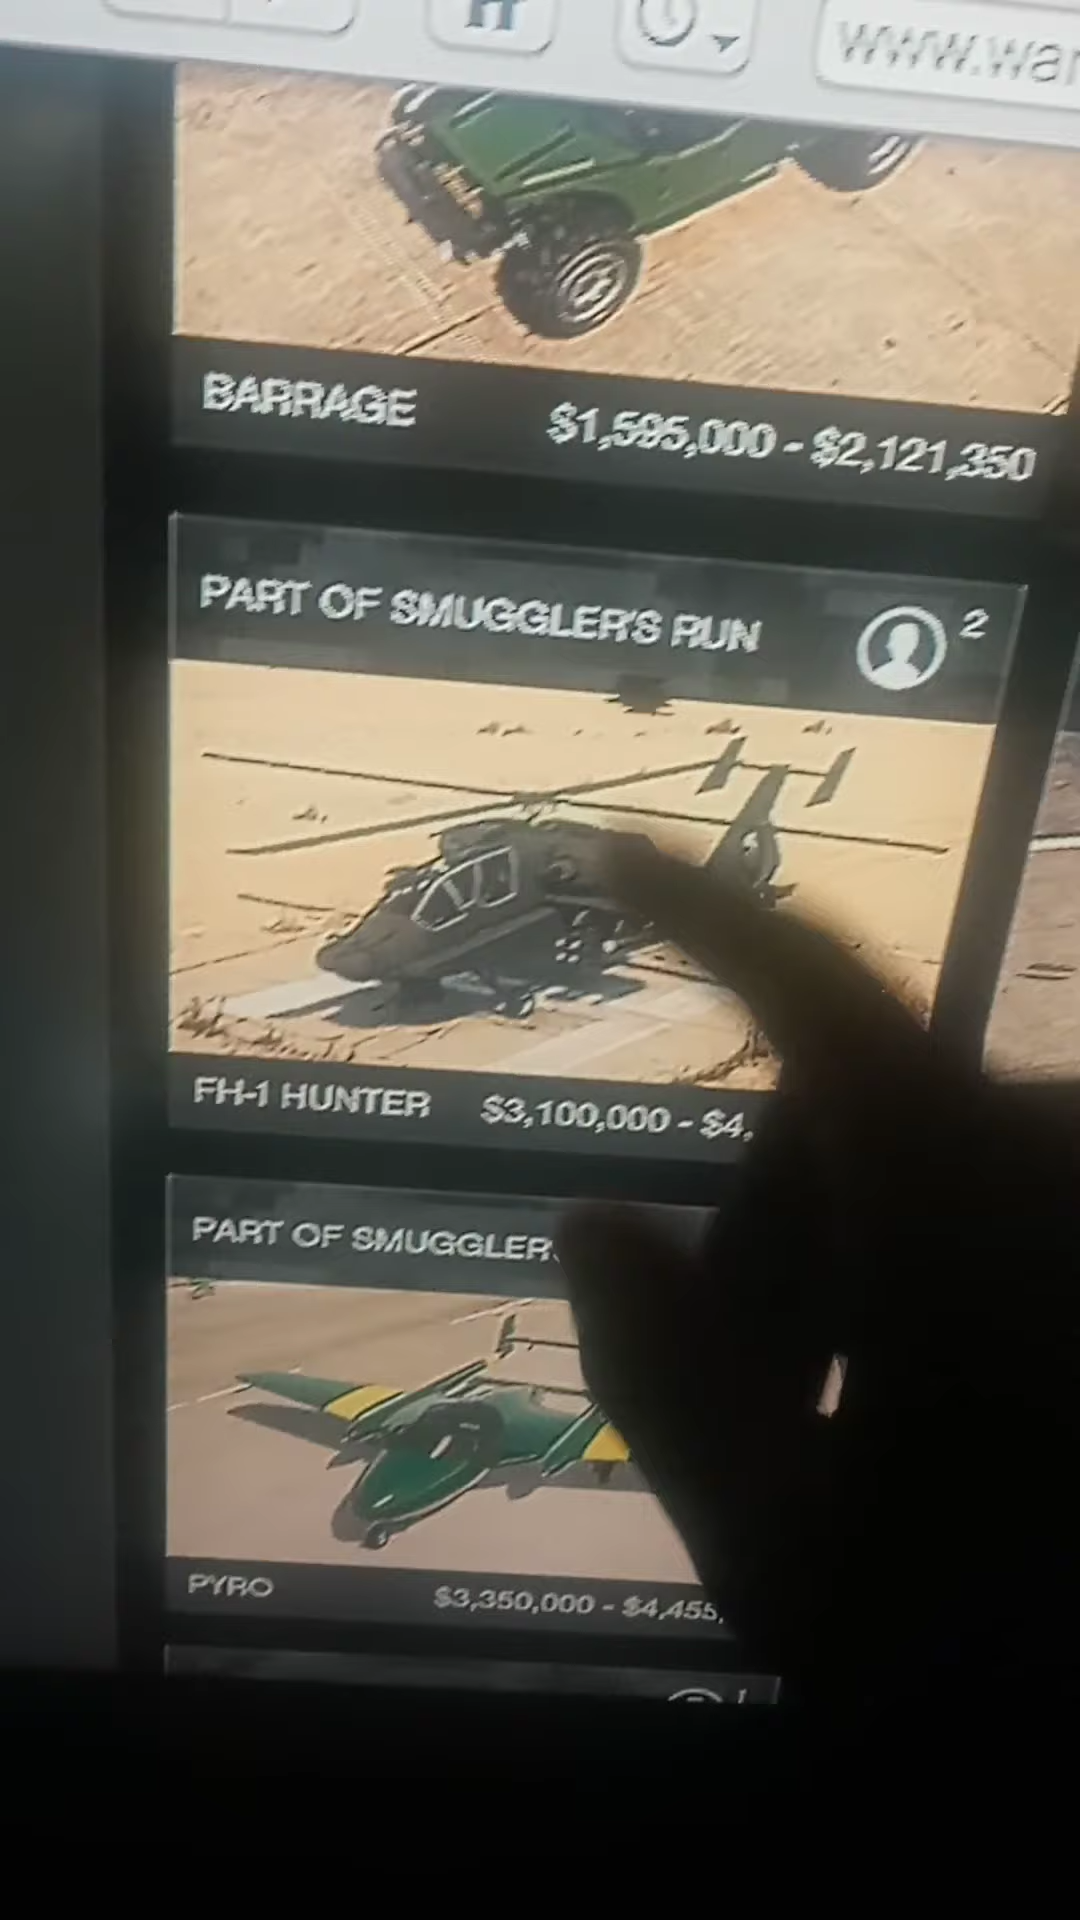 www.war
BARRAGE $1,595,000 - $2,121,350
PART OF SMUGGLER'S RUN 2
FH-1 HUNTER $3,100,000 - $4,
PART OF SMUGGLER'
PYRO $3,350,000 - $4,455,